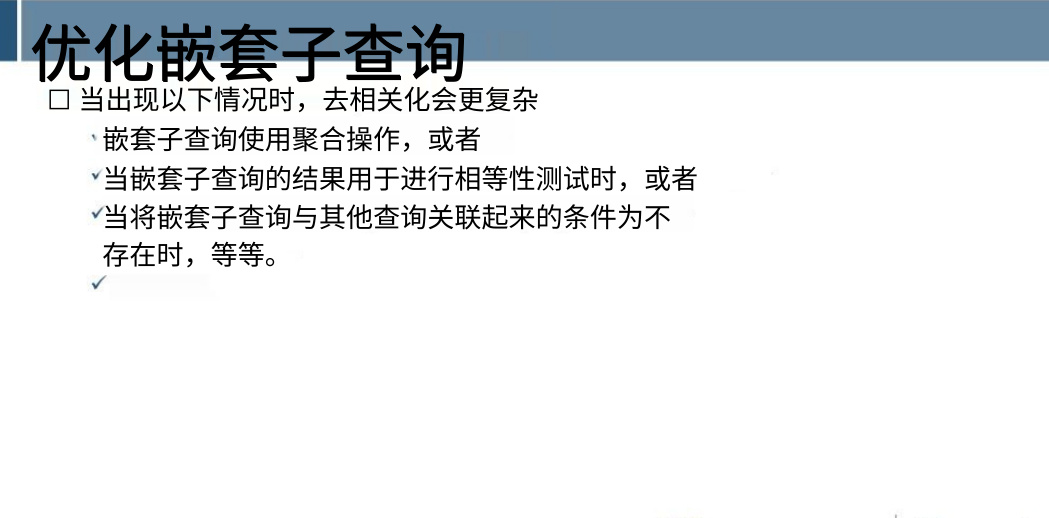 优化嵌套子查询
□ 当出现以下情况时，去相关化会更复杂
嵌套子查询使用聚合操作，或者
✓当嵌套子查询的结果用于进行相等性测试时，或者
✓当将嵌套子查询与其他查询关联起来的条件为不
存在时，等等。
✓